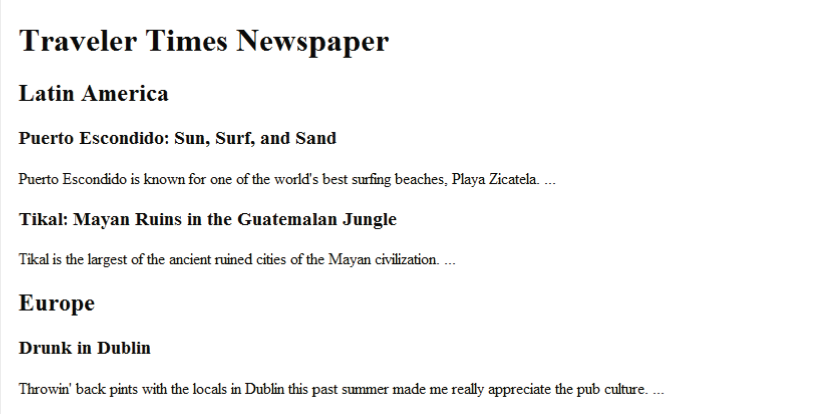 Traveler Times Newspaper
Latin America
Puerto Escondido: Sun, Surf, and Sand
Puerto Escondido is known for one of the world's best surfing beaches, Playa Zicatela. ...
Tikal: Mayan Ruins in the Guatemalan Jungle
Tikal is the largest of the ancient ruined cities of the Mayan civilization. ...
Europe
Drunk in Dublin
Throwin' back pints with the locals in Dublin this past summer made me really appreciate the pub culture. ...